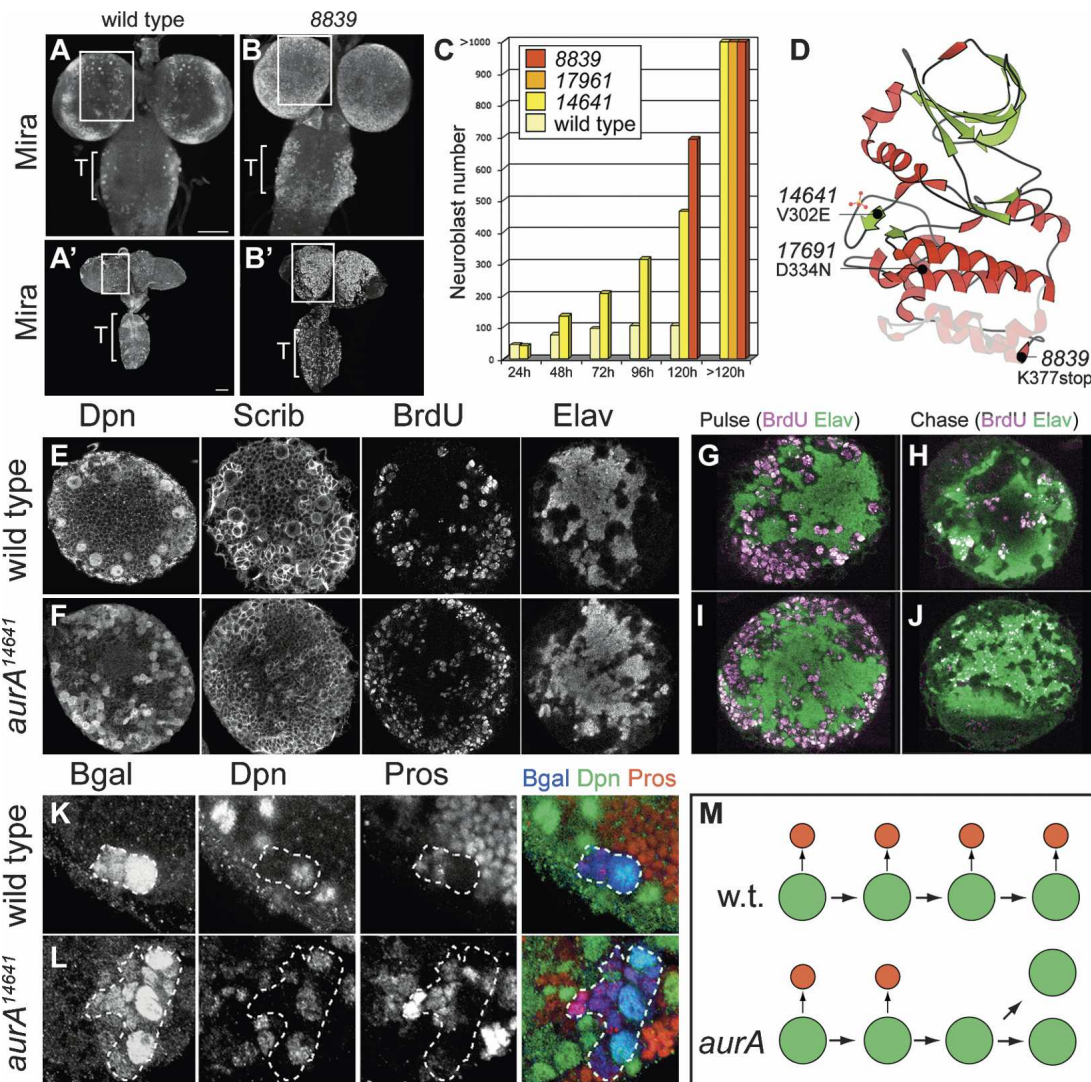 wild type
8839
A
B
Mira
T
T
A'
B'
Mira
T
T
C
Neuroblast number
>1000
900
800
700
600
500
400
300
200
100
0
24h 48h 72h 96h 120h >120h
8839
17961
14641
wild type
D
14641
V302E
17691
D334N
8839
K377stop
Dpn Scrib BrdU Elav
wild type
E
aurA14641
F
Pulse (BrdU Elav)
Chase (BrdU Elav)
G
H
I
J
Bgal Dpn Pros Bgal Dpn Pros
wild type
K
aurA14641
L
M
w.t.
aurA